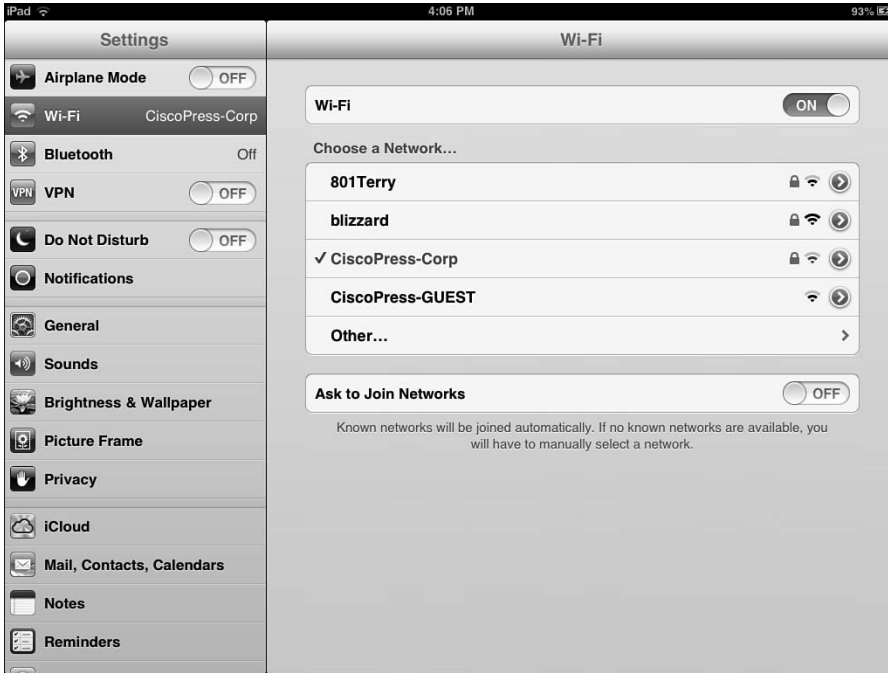 iPad
4:06 PM
93%
Settings
Airplane Mode OFF
Wi-Fi CiscoPress-Corp
Bluetooth Off
VPN VPN OFF
Do Not Disturb OFF
Notifications
General
Sounds
Brightness & Wallpaper
Picture Frame
Privacy
iCloud
Mail, Contacts, Calendars
Notes
Reminders
Wi-Fi
Wi-Fi ON
Choose a Network...
801Terry
blizzard
✓ CiscoPress-Corp
CiscoPress-GUEST
Other...
Ask to Join Networks OFF
Known networks will be joined automatically. If no known networks are available, you
will have to manually select a network.